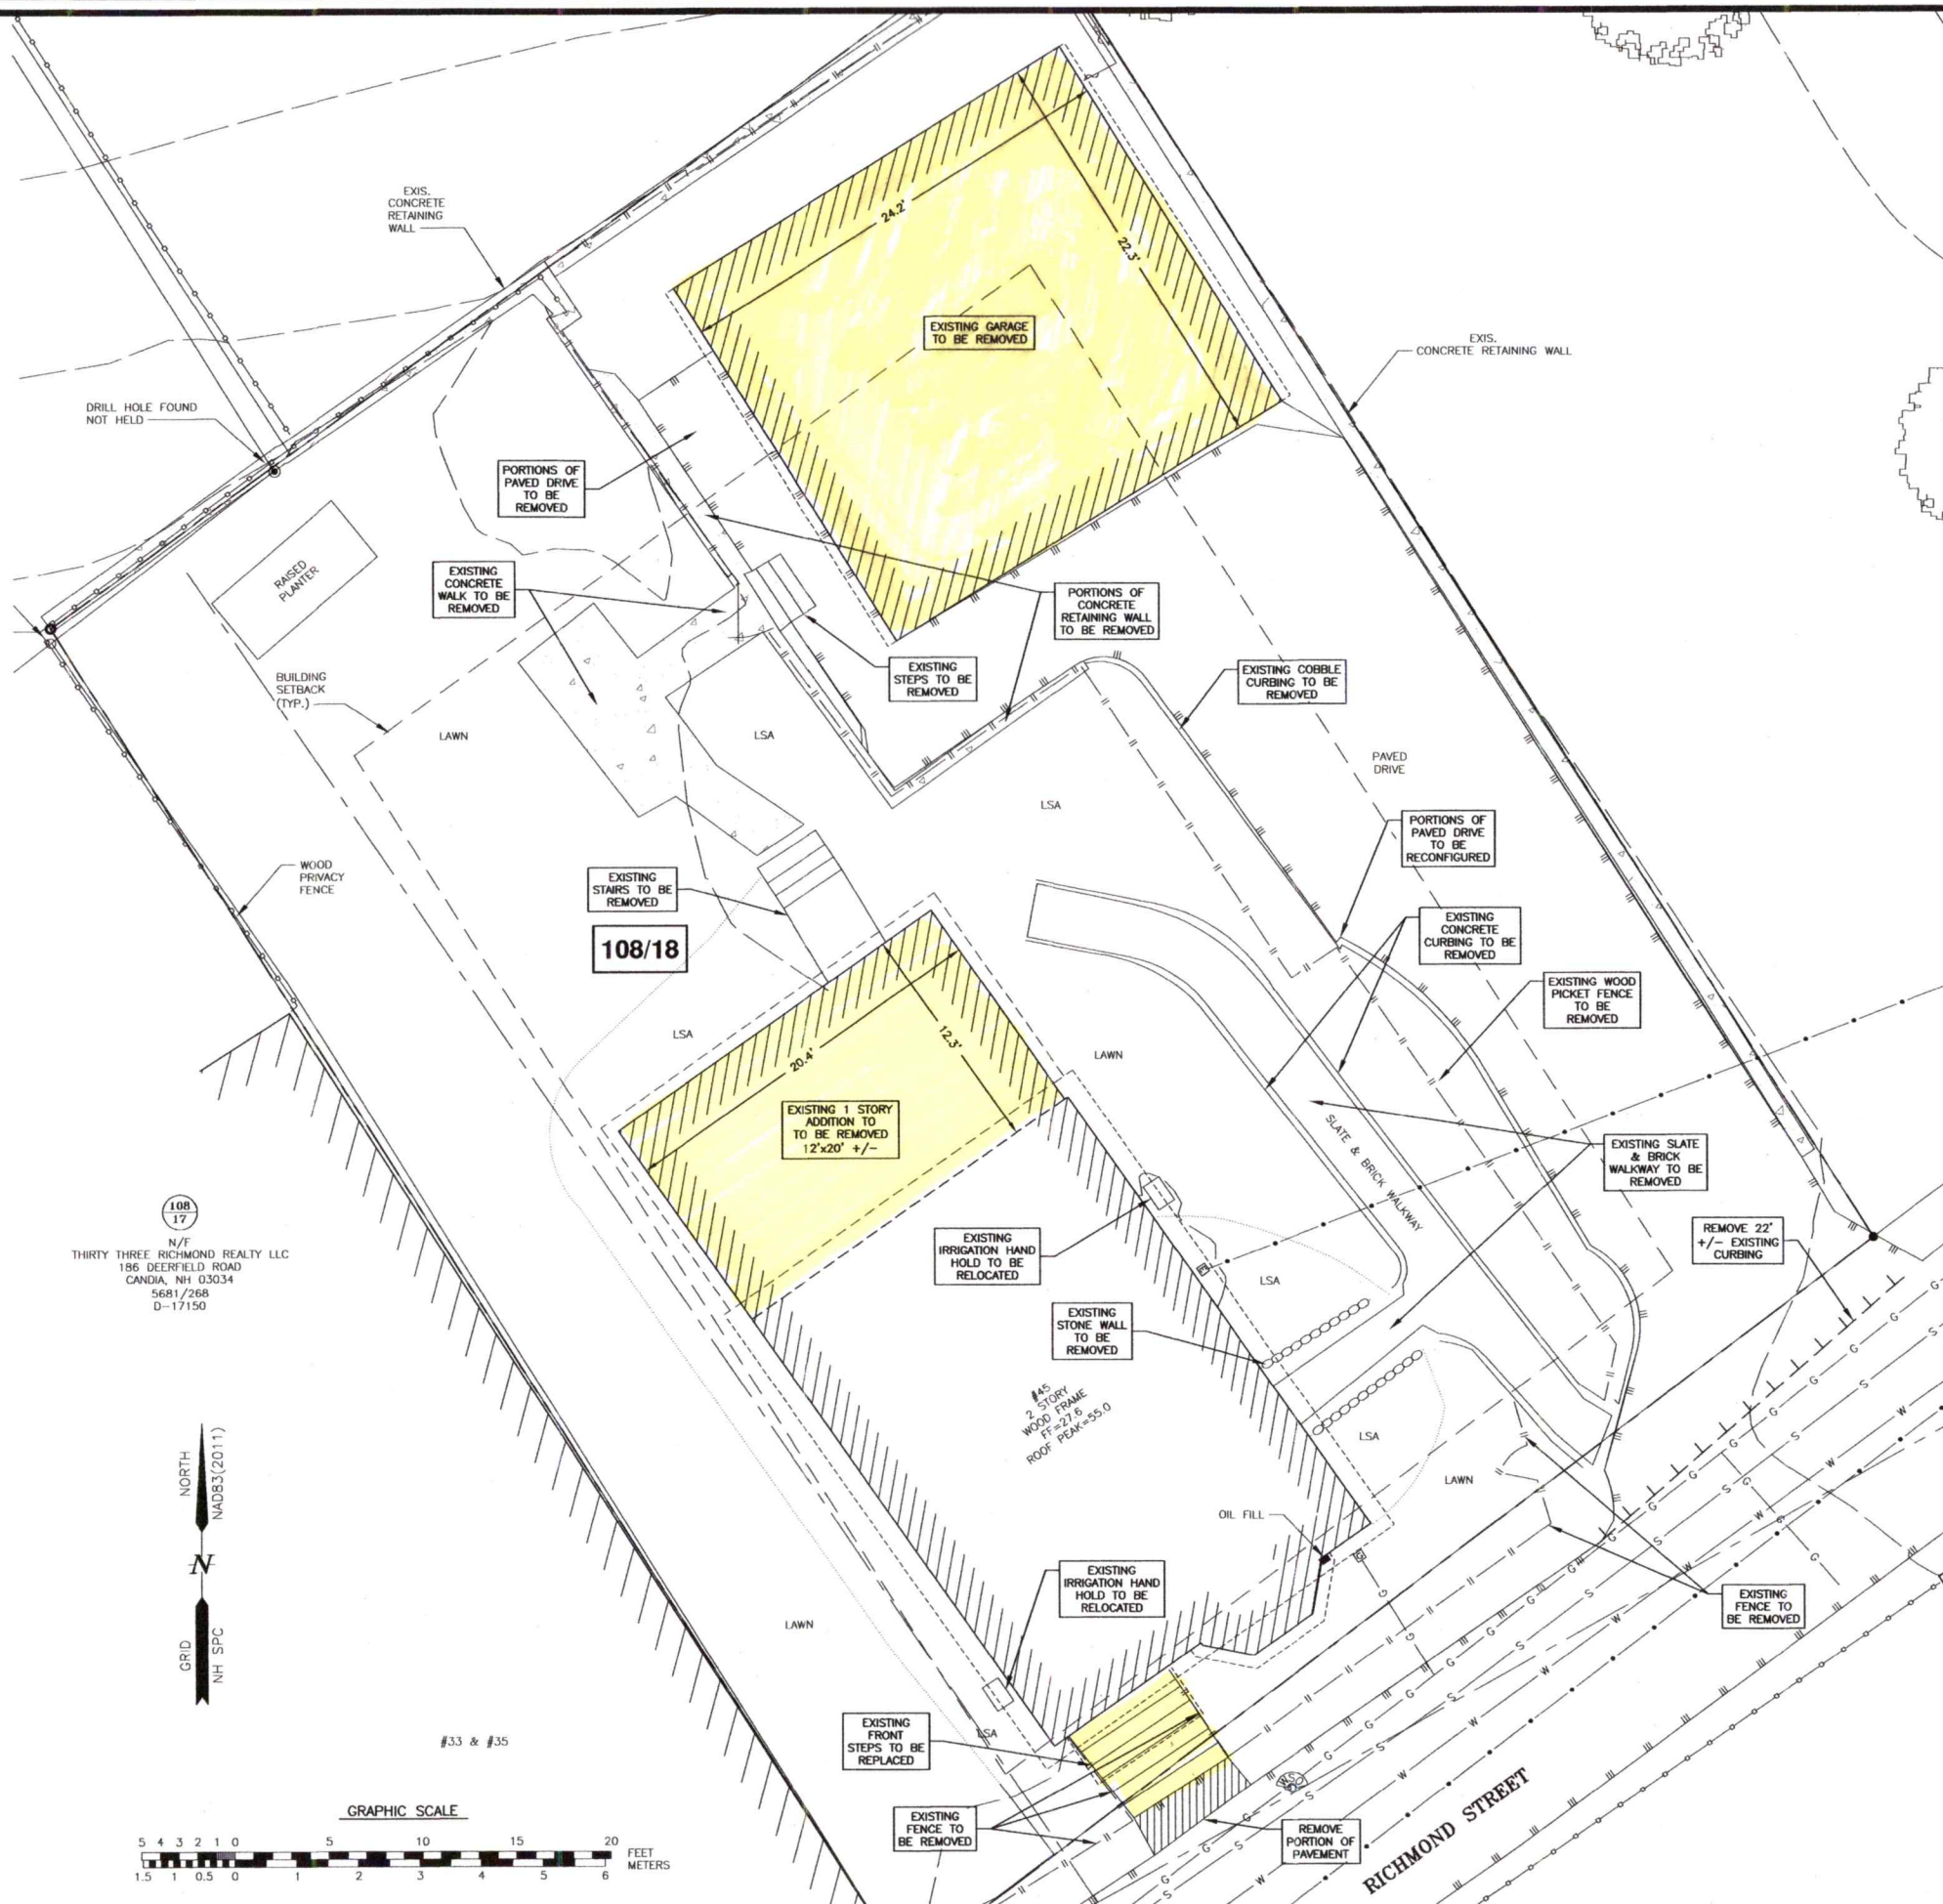 EXIS.
CONCRETE
RETAINING
WALL
24.2'
22.3'
EXISTING GARAGE
TO BE REMOVED
EXIS.
CONCRETE RETAINING WALL
DRILL HOLE FOUND
NOT HELD
PORTIONS OF
PAVED DRIVE
TO BE
REMOVED
RAISED
PLANTER
EXISTING
CONCRETE
WALK TO BE
REMOVED
PORTIONS OF
CONCRETE
RETAINING WALL
TO BE REMOVED
EXISTING
STEPS TO BE
REMOVED
EXISTING COBBLE
CURBING TO BE
REMOVED
BUILDING
SETBACK
(TYP.)
LAWN
LSA
PAVED
DRIVE
LSA
PORTIONS OF
PAVED DRIVE
TO BE
RECONFIGURED
WOOD
PRIVACY
FENCE
EXISTING
STAIRS TO BE
REMOVED
108/18
EXISTING
CONCRETE
CURBING TO BE
REMOVED
EXISTING WOOD
PICKET FENCE
TO BE
REMOVED
LSA
12.3'
20.4'
LAWN
EXISTING 1 STORY
ADDITION TO
TO BE REMOVED
12'x20' +/-
SLATE & BRICK WALKWAY
EXISTING SLATE
& BRICK
WALKWAY TO BE
REMOVED
108
17
N/F
THIRTY THREE RICHMOND REALTY LLC
186 DEERFIELD ROAD
CANDIA, NH 03034
5681/268
D-17150
EXISTING
IRRIGATION HAND
HOLD TO BE
RELOCATED
REMOVE 22'
+/- EXISTING
CURBING
LSA
EXISTING
STONE WALL
TO BE
REMOVED
#45
2 STORY
WOOD FRAME
FF=27.6
ROOF PEAK=55.0
LSA
LAWN
NORTH
NAD83(2011)
N
GRID
NH SPC
OIL FILL
EXISTING
IRRIGATION HAND
HOLD TO BE
RELOCATED
EXISTING
FENCE TO
BE REMOVED
LAWN
EXISTING
FRONT
STEPS TO BE
REPLACED
LSA
#33 & #35
WSO
EXISTING
FENCE TO
BE REMOVED
REMOVE
PORTION OF
PAVEMENT
RICHMOND STREET
GRAPHIC SCALE
5 4 3 2 1 0 5 10 15 20
FEET
METERS
1.5 1 0.5 0 1 2 3 4 5 6